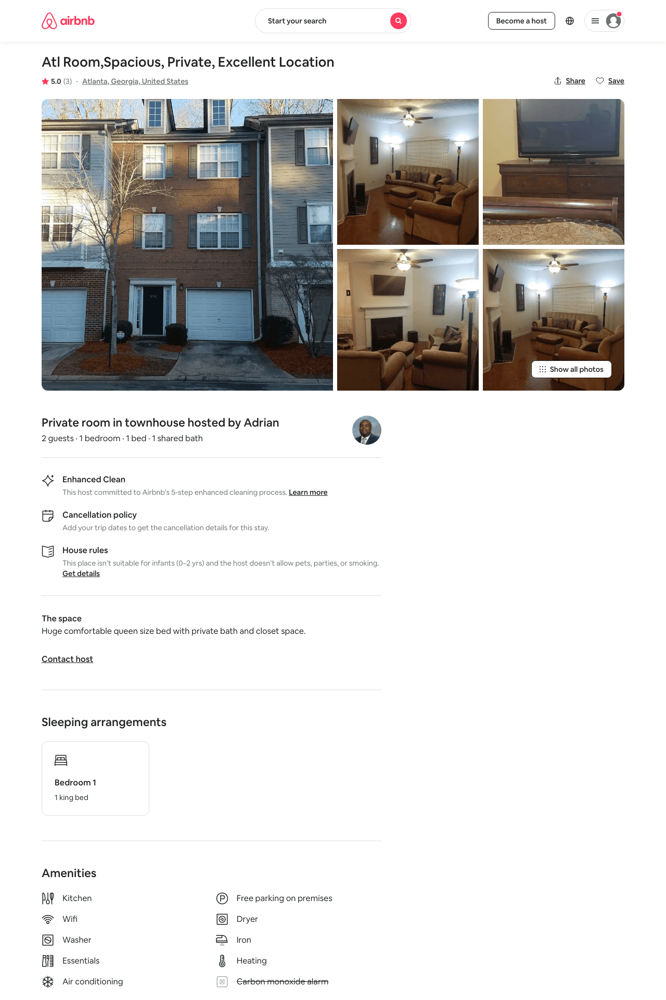 airbnb
Start your search
Become a host
Atl Room,Spacious, Private, Excellent Location
5.0 (3) · Atlanta, Georgia, United States
Share
Save
Show all photos
Private room in townhouse hosted by Adrian
2 guests · 1 bedroom · 1 bed · 1 shared bath
Enhanced Clean
This host committed to Airbnb's 5-step enhanced cleaning process. Learn more
Cancellation policy
Add your trip dates to get the cancellation details for this stay.
House rules
This place isn’t suitable for infants (0–2 yrs) and the host doesn’t allow pets, parties, or smoking.
Get details
The space
Huge comfortable queen size bed with private bath and closet space.
Contact host
Sleeping arrangements
Bedroom 1
1 king bed
Amenities
Kitchen
Free parking on premises
Wifi
Dryer
Washer
Iron
Essentials
Heating
Air conditioning
Carbon monoxide alarm